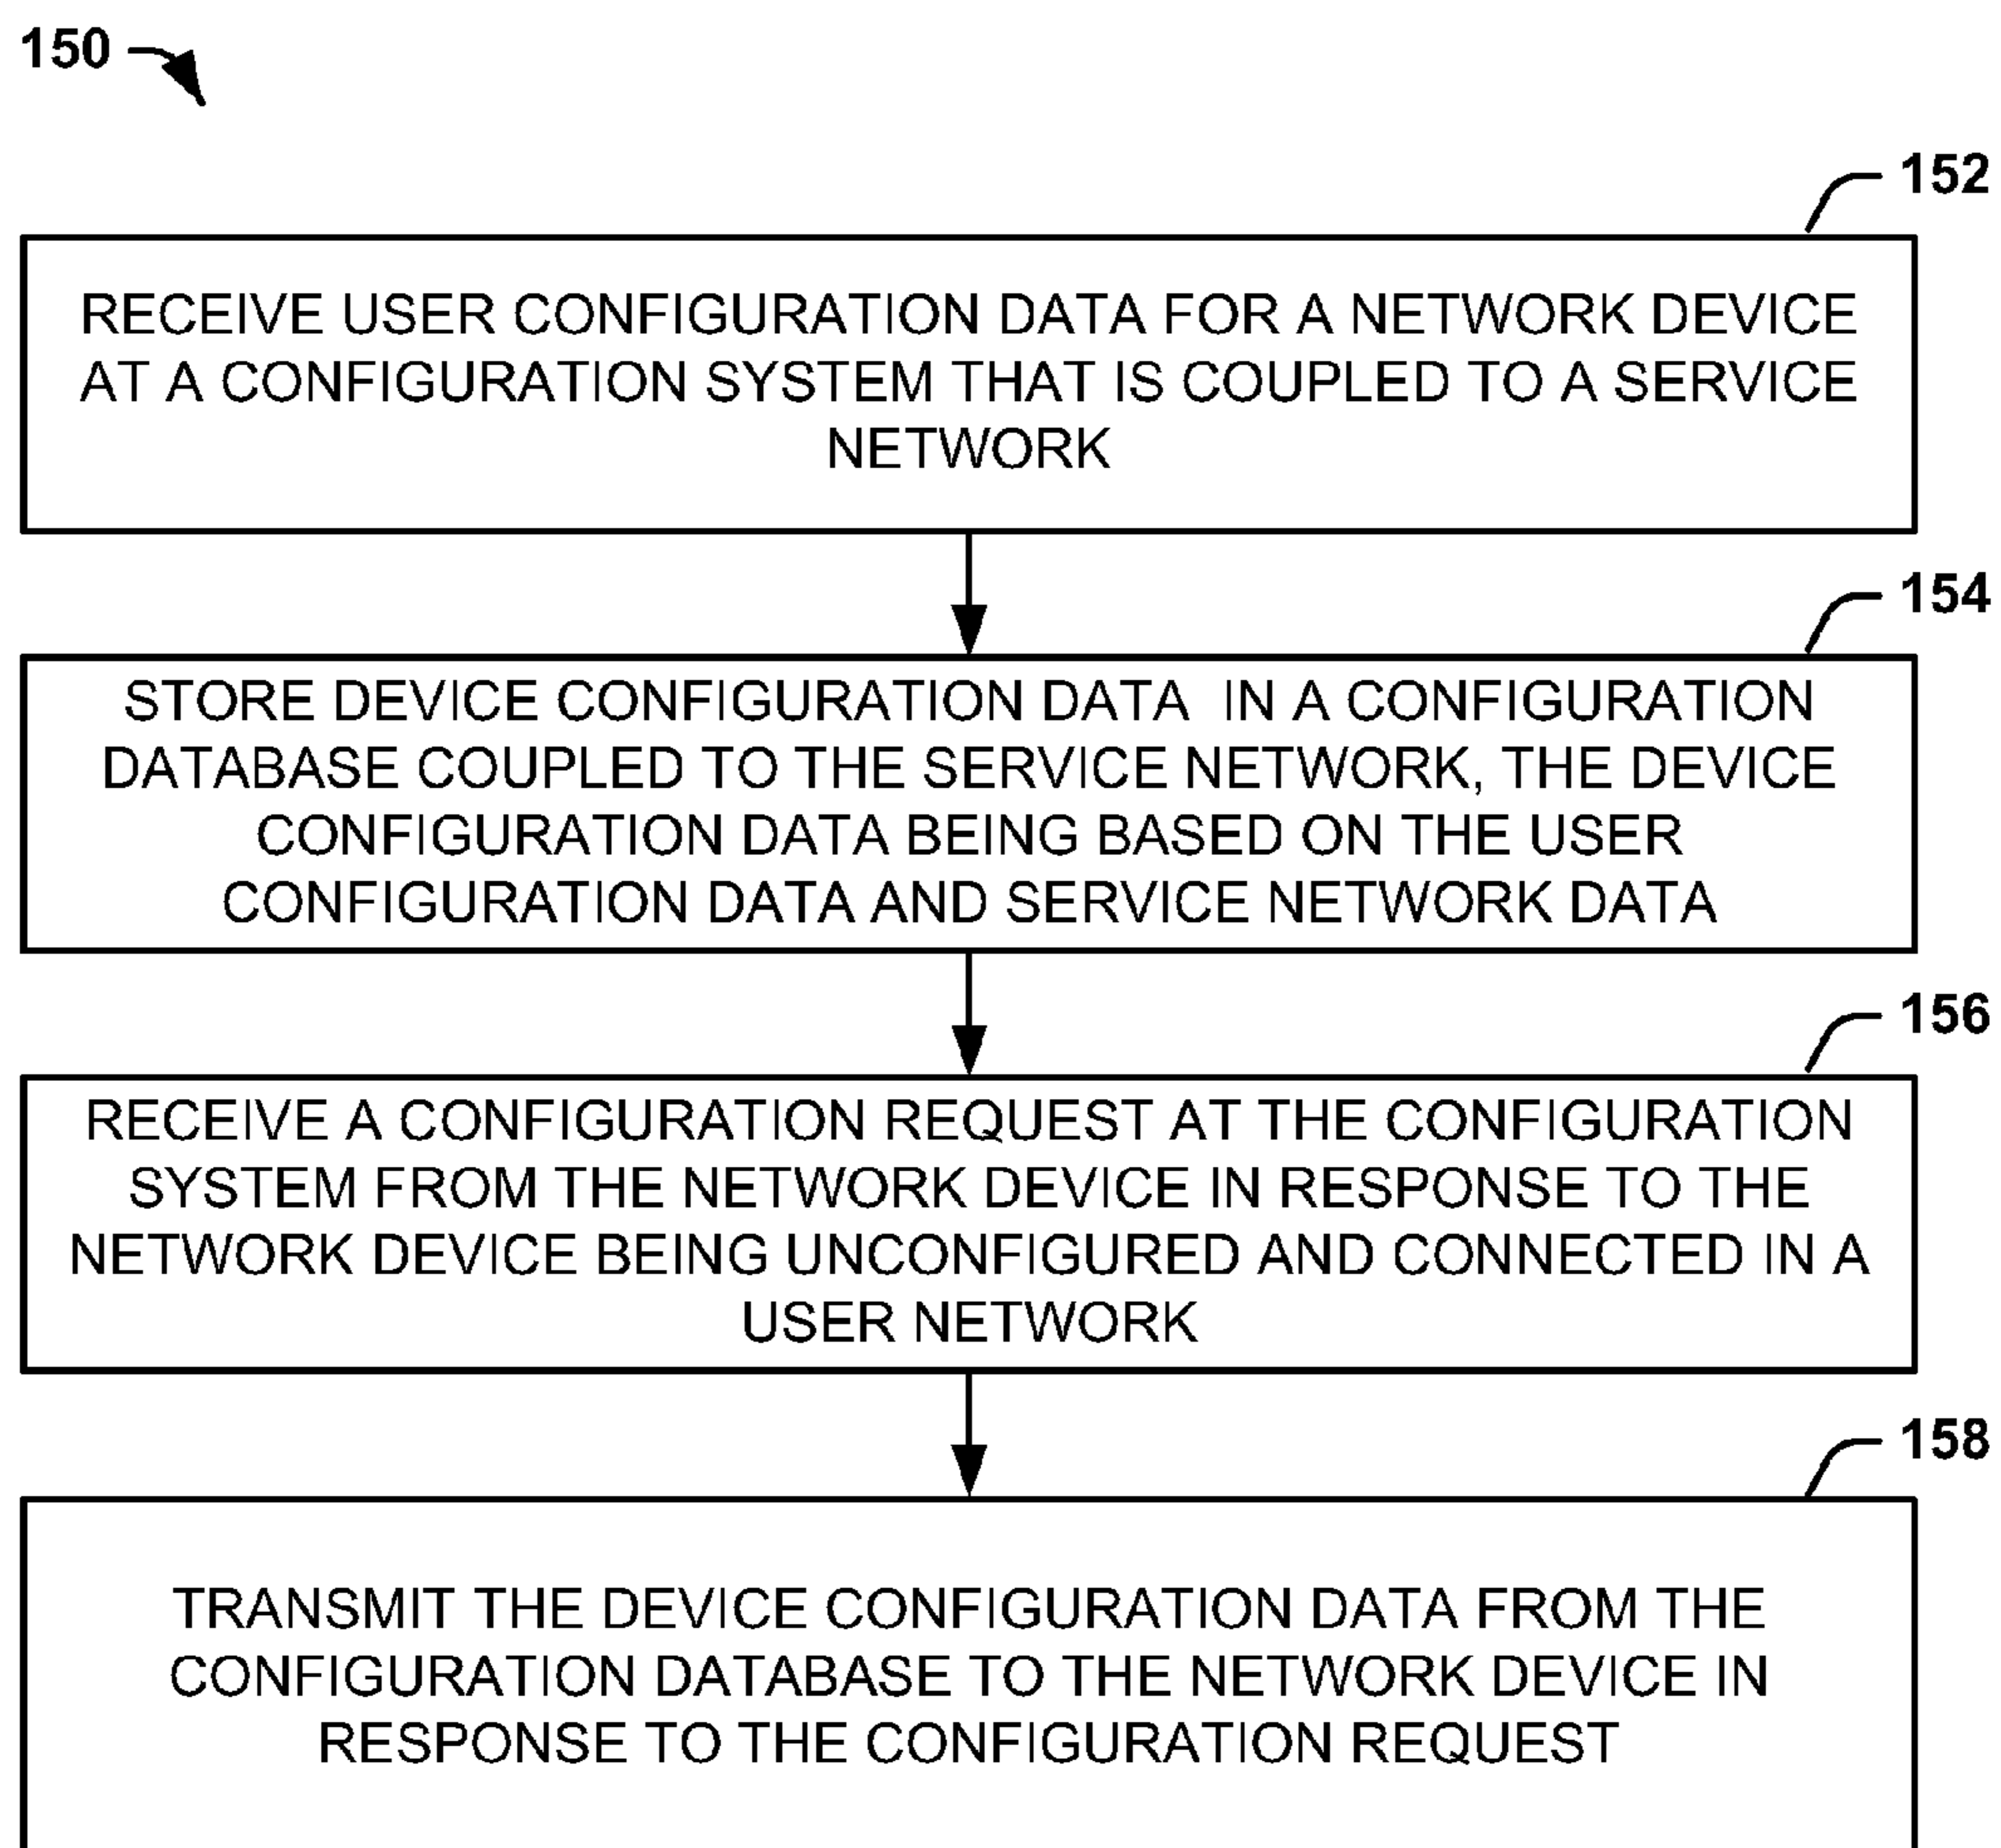 150
152
RECEIVE USER CONFIGURATION DATA FOR A NETWORK DEVICE
AT A CONFIGURATION SYSTEM THAT IS COUPLED TO A SERVICE
NETWORK
154
STORE DEVICE CONFIGURATION DATA IN A CONFIGURATION
DATABASE COUPLED TO THE SERVICE NETWORK, THE DEVICE
CONFIGURATION DATA BEING BASED ON THE USER
CONFIGURATION DATA AND SERVICE NETWORK DATA
156
RECEIVE A CONFIGURATION REQUEST AT THE CONFIGURATION
SYSTEM FROM THE NETWORK DEVICE IN RESPONSE TO THE
NETWORK DEVICE BEING UNCONFIGURED AND CONNECTED IN A
USER NETWORK
158
TRANSMIT THE DEVICE CONFIGURATION DATA FROM THE
CONFIGURATION DATABASE TO THE NETWORK DEVICE IN
RESPONSE TO THE CONFIGURATION REQUEST